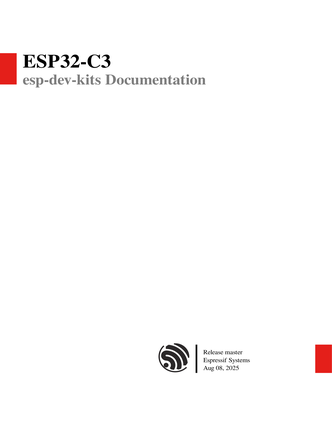 ESP32-C3
esp-dev-kits Documentation
Release master
Espressif Systems
Aug 08, 2025